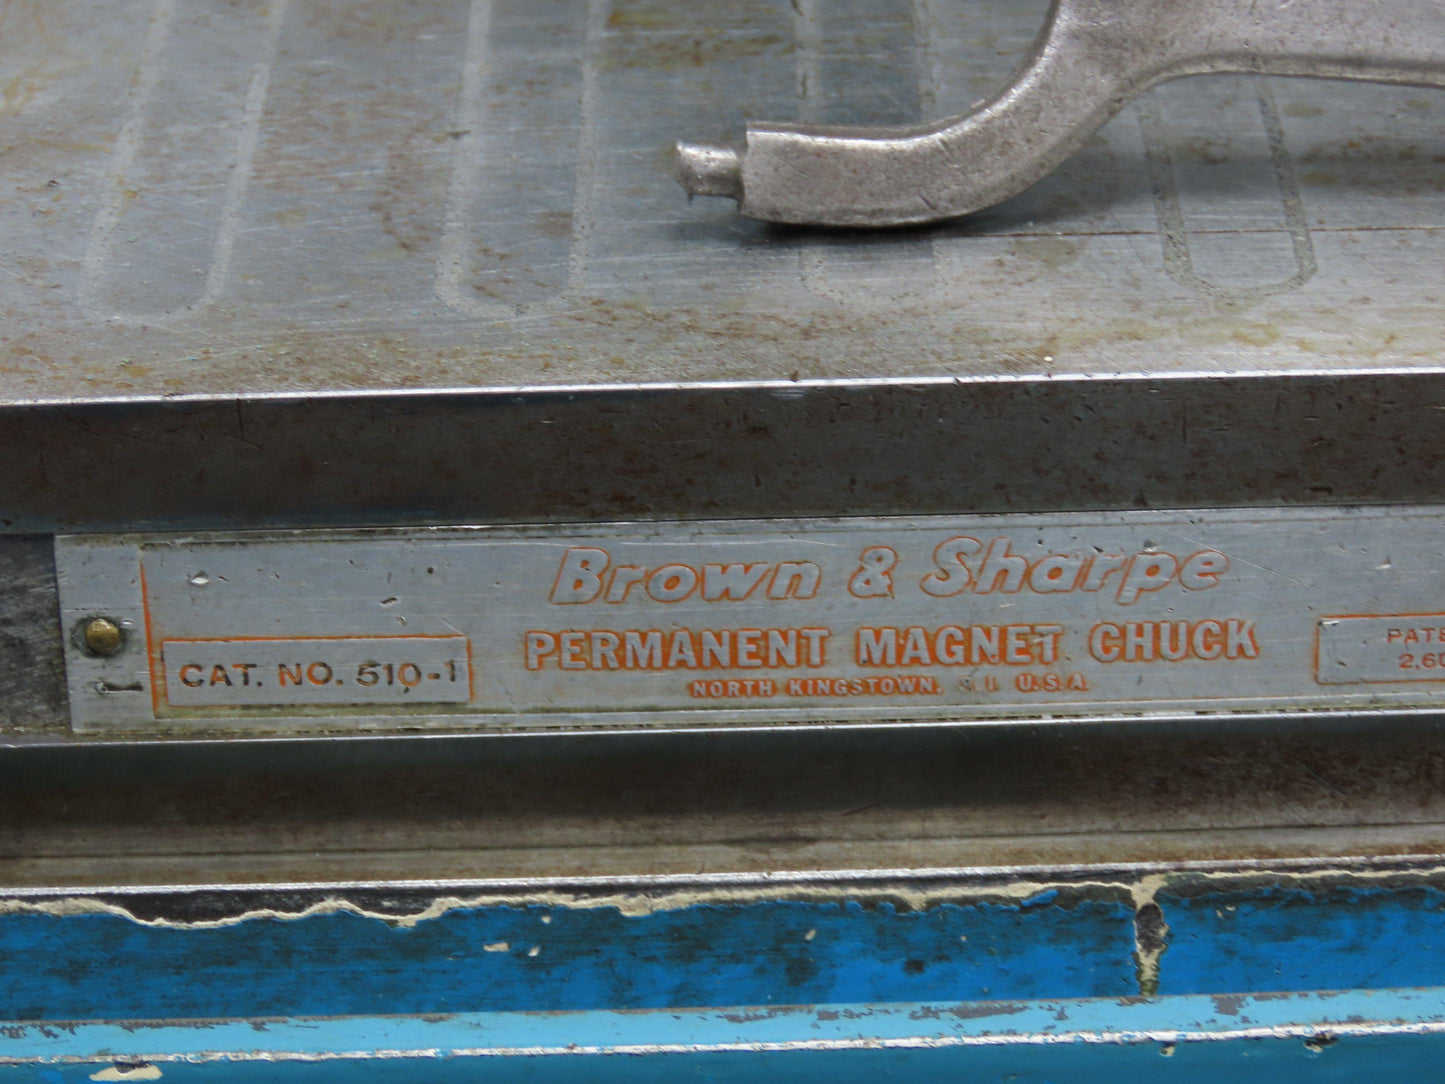 Brown & Sharpe
PERMANENT MAGNET CHUCK
NORTH KINGSTOWN, R.I. U.S.A.
CAT. NO. 510-1